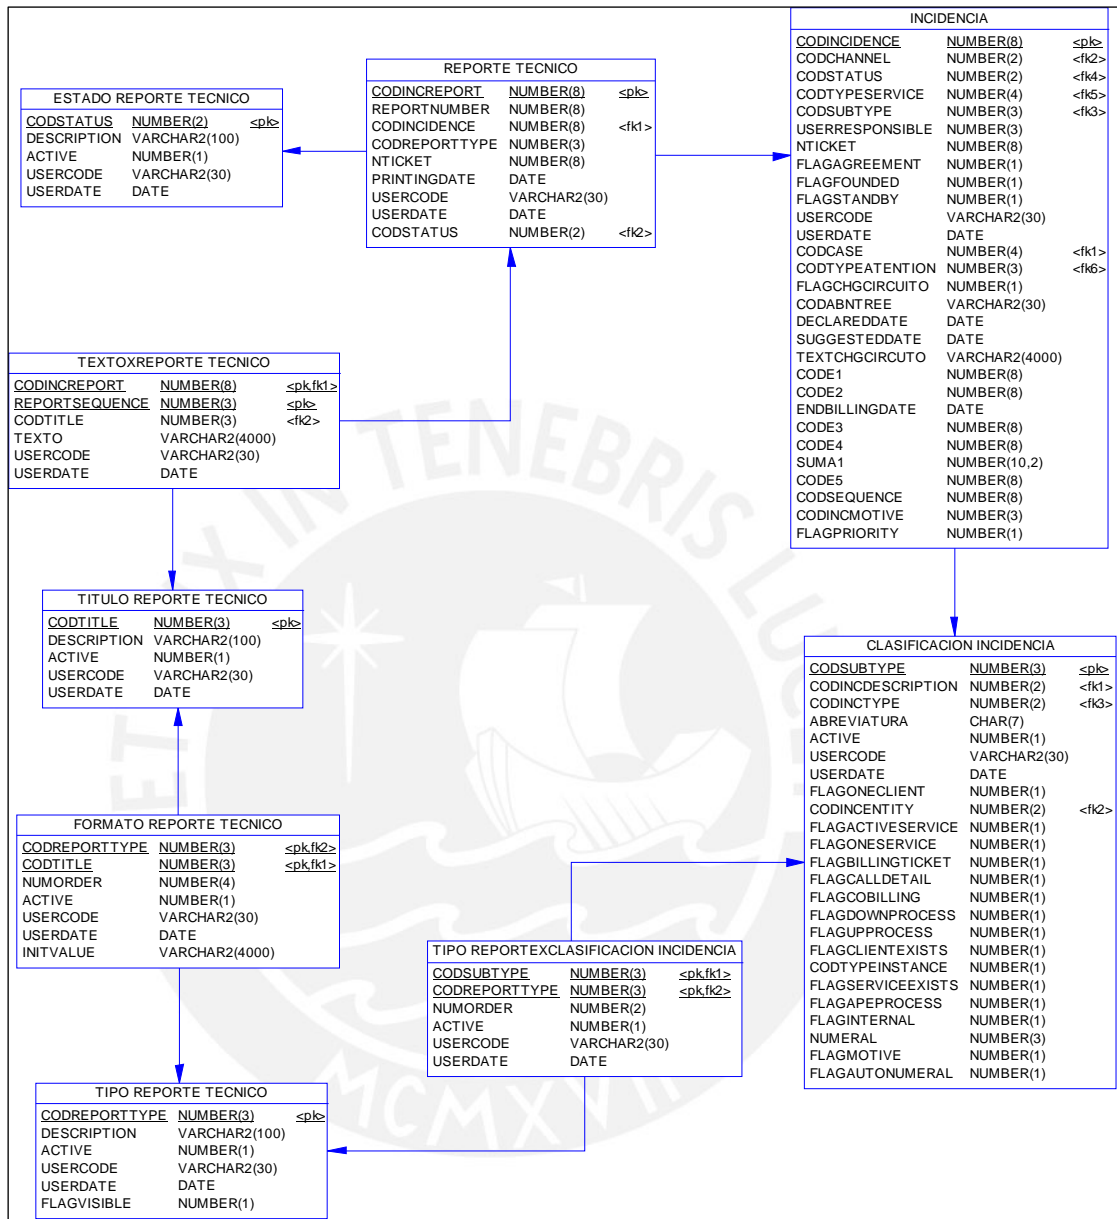 INCIDENCIA
CODINCIDENCE NUMBER(8) <pk>
CODCHANNEL NUMBER(2) <fk2>
CODSTATUS NUMBER(2) <fk4>
CODTYPESERVICE NUMBER(4) <fk5>
CODSUBTYPE NUMBER(3) <fk3>
USERRESPONSIBLE NUMBER(3)
NTICKET NUMBER(8)
FLAGAGREEMENT NUMBER(1)
FLAGFOUNDED NUMBER(1)
FLAGSTANDBY NUMBER(1)
USERCODE VARCHAR2(30)
USERDATE DATE
CODCASE NUMBER(4) <fk1>
CODTYPEATENTION NUMBER(3) <fk6>
FLAGCHGCIRCUITO NUMBER(1)
CODABNTREE VARCHAR2(30)
DECLAREDDATE DATE
SUGGESTEDDATE DATE
TEXTCHGCIRCUTO VARCHAR2(4000)
CODE1 NUMBER(8)
CODE2 NUMBER(8)
ENDBILLINGDATE DATE
CODE3 NUMBER(8)
CODE4 NUMBER(8)
SUMA1 NUMBER(10,2)
CODE5 NUMBER(8)
CODSEQUENCE NUMBER(8)
CODINCMOTIVE NUMBER(3)
FLAGPRIORITY NUMBER(1)
REPORTE TECNICO
CODINCREPORT NUMBER(8) <pk>
REPORTNUMBER NUMBER(8)
CODINCIDENCE NUMBER(8) <fk1>
CODREPORTTYPE NUMBER(3)
NTICKET NUMBER(8)
PRINTINGDATE DATE
USERCODE VARCHAR2(30)
USERDATE DATE
CODSTATUS NUMBER(2) <fk2>
ESTADO REPORTE TECNICO
CODSTATUS NUMBER(2) <pk>
DESCRIPTION VARCHAR2(100)
ACTIVE NUMBER(1)
USERCODE VARCHAR2(30)
USERDATE DATE
TEXTOXREPORTE TECNICO
CODINCREPORT NUMBER(8) <pk,fk1>
REPORTSEQUENCE NUMBER(3) <pk>
CODTITLE NUMBER(3) <fk2>
TEXTO VARCHAR2(4000)
USERCODE VARCHAR2(30)
USERDATE DATE
TITULO REPORTE TECNICO
CODTITLE NUMBER(3) <pk>
DESCRIPTION VARCHAR2(100)
ACTIVE NUMBER(1)
USERCODE VARCHAR2(30)
USERDATE DATE
CLASIFICACION INCIDENCIA
CODSUBTYPE NUMBER(3) <pk>
CODINCDESCRIPTION NUMBER(2) <fk1>
CODINCTYPE NUMBER(2) <fk3>
ABREVIATURA CHAR(7)
ACTIVE NUMBER(1)
USERCODE VARCHAR2(30)
USERDATE DATE
FLAGONECLIENT NUMBER(1)
CODINCENTITY NUMBER(2) <fk2>
FLAGACTIVESERVICE NUMBER(1)
FLAGONESERVICE NUMBER(1)
FLAGBILLINGTICKET NUMBER(1)
FLAGCALLDETAIL NUMBER(1)
FLAGCOBILLING NUMBER(1)
FLAGDOWNPROCESS NUMBER(1)
FLAGUPPROCESS NUMBER(1)
FLAGCLIENTEXISTS NUMBER(1)
CODTYPEINSTANCE NUMBER(1)
FLAGSERVICEEXISTS NUMBER(1)
FLAGAPEPROCESS NUMBER(1)
FLAGINTERNAL NUMBER(1)
NUMERAL NUMBER(3)
FLAGMOTIVE NUMBER(1)
FLAGAUTONUMERAL NUMBER(1)
FORMATO REPORTE TECNICO
CODREPORTTYPE NUMBER(3) <pk,fk2>
CODTITLE NUMBER(3) <pk,fk1>
NUMORDER NUMBER(4)
ACTIVE NUMBER(1)
USERCODE VARCHAR2(30)
USERDATE DATE
INITVALUE VARCHAR2(4000)
TIPO REPORTEXCLASIFICACION INCIDENCIA
CODSUBTYPE NUMBER(3) <pk,fk1>
CODREPORTTYPE NUMBER(3) <pk,fk2>
NUMORDER NUMBER(2)
ACTIVE NUMBER(1)
USERCODE VARCHAR2(30)
USERDATE DATE
TIPO REPORTE TECNICO
CODREPORTTYPE NUMBER(3) <pk>
DESCRIPTION VARCHAR2(100)
ACTIVE NUMBER(1)
USERCODE VARCHAR2(30)
USERDATE DATE
FLAGVISIBLE NUMBER(1)
IN TENEBRIS
MCMXVII